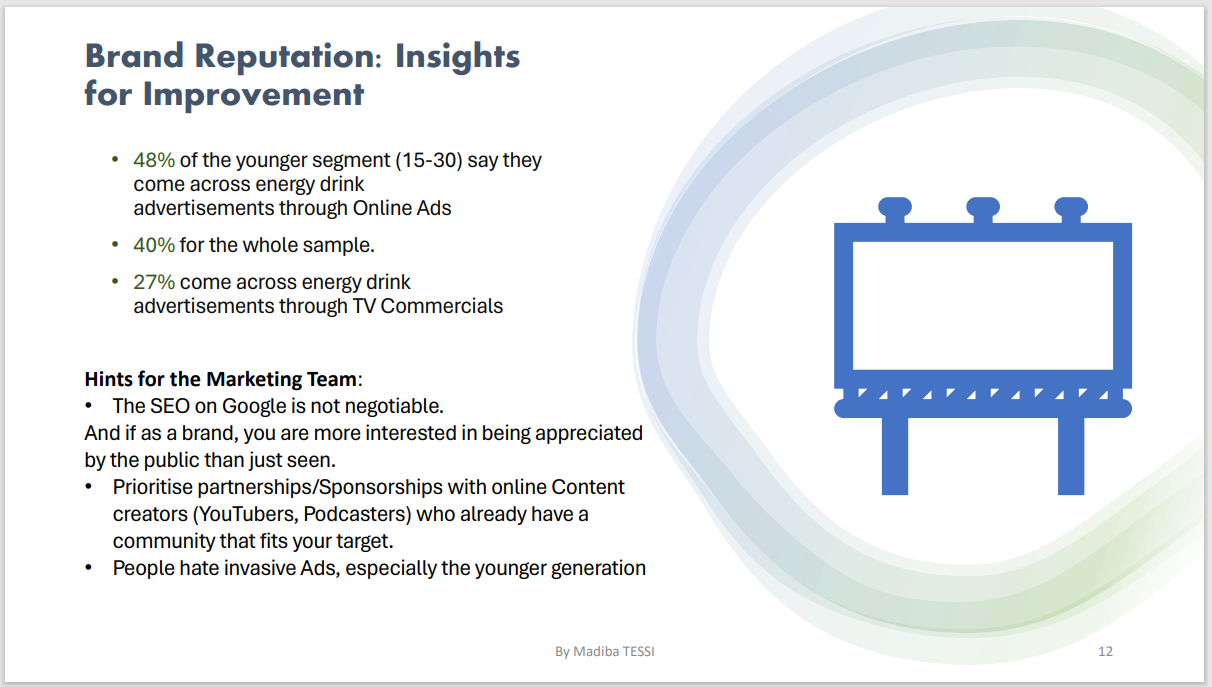 Brand Reputation: Insights
for Improvement
• 48% of the younger segment (15-30) say they
come across energy drink
advertisements through Online Ads
• 40% for the whole sample.
• 27% come across energy drink
advertisements through TV Commercials
Hints for the Marketing Team:
• The SEO on Google is not negotiable.
And if as a brand, you are more interested in being appreciated
by the public than just seen.
• Prioritise partnerships/Sponsorships with online Content
creators (YouTubers, Podcasters) who already have a
community that fits your target.
• People hate invasive Ads, especially the younger generation
By Madiba TESSI
12